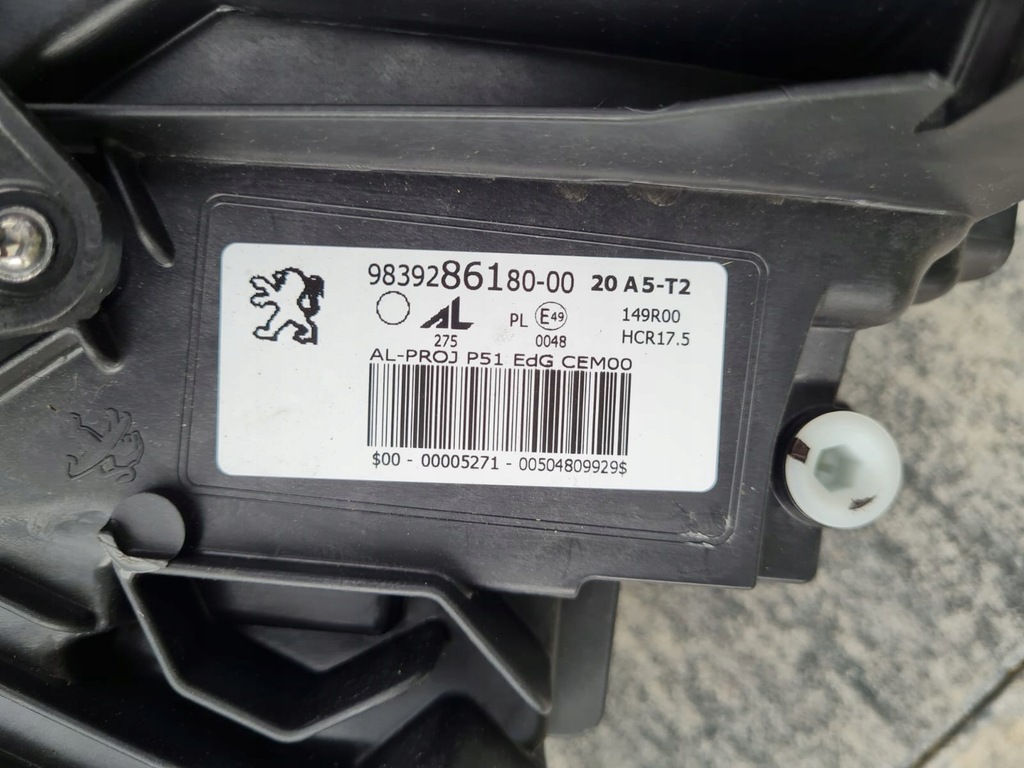 9839286180-00 20 A5-T2
AL PL E49 149R00
275 0048 HCR17.5
AL-PROJ P51 EdG CEM00
$00 - 00005271 - 00504809929$